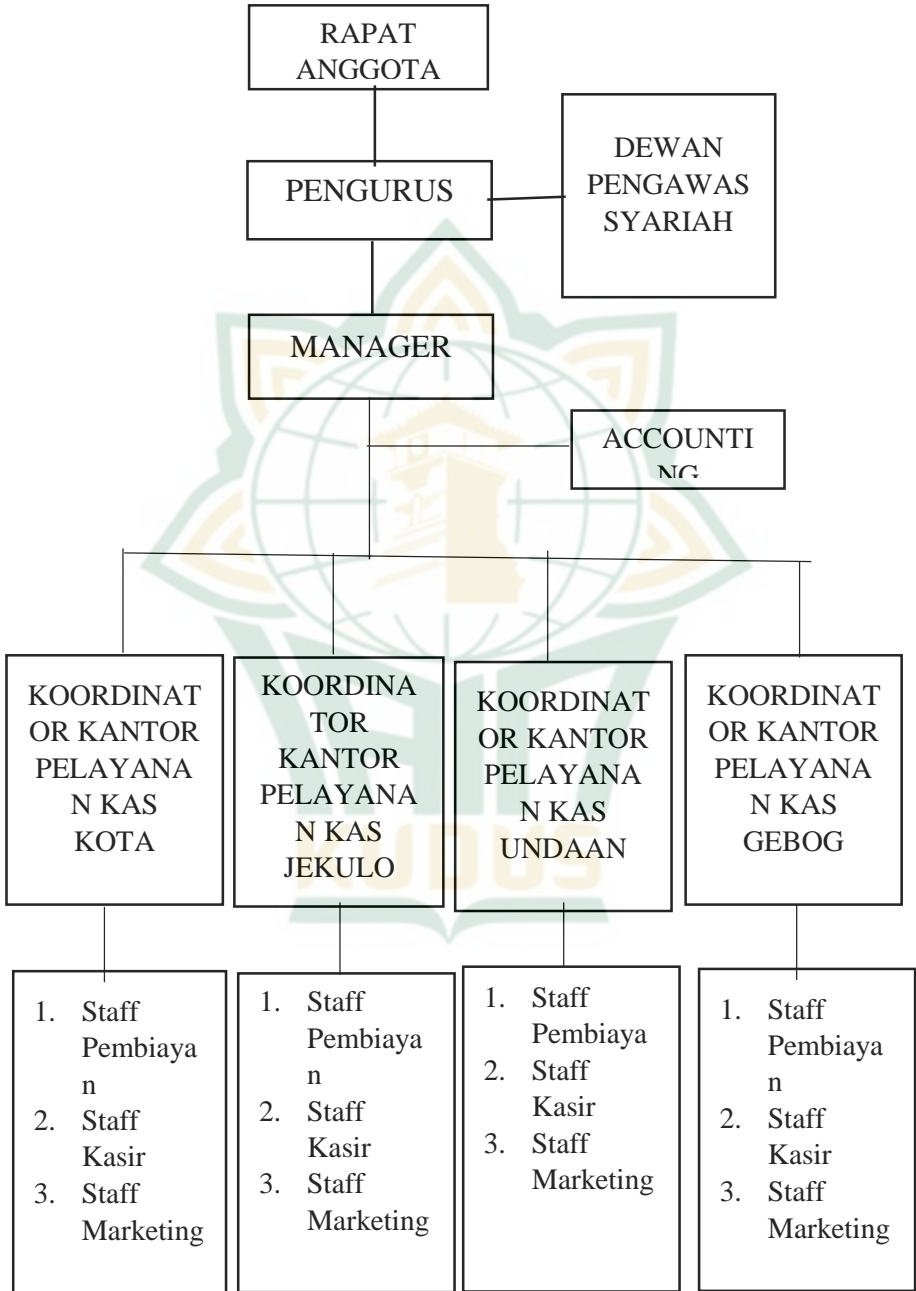 RAPAT
ANGGOTA
PENGURUS
DEWAN
PENGAWAS
SYARIAH
MANAGER
ACCOUNTI
NG
KOORDINAT
OR KANTOR
PELAYANA
N KAS
KOTA
KOORDINA
TOR
KANTOR
PELAYANA
N KAS
JEKULO
KOORDINAT
OR KANTOR
PELAYANA
N KAS
UNDAAN
KOORDINAT
OR KANTOR
PELAYANA
N KAS
GEBOG
1. Staff
Pembiaya
n
2. Staff
Kasir
3. Staff
Marketing
1. Staff
Pembiaya
n
2. Staff
Kasir
3. Staff
Marketing
1. Staff
Pembiaya
2. Staff
Kasir
3. Staff
Marketing
1. Staff
Pembiaya
n
2. Staff
Kasir
3. Staff
Marketing
KUDUS